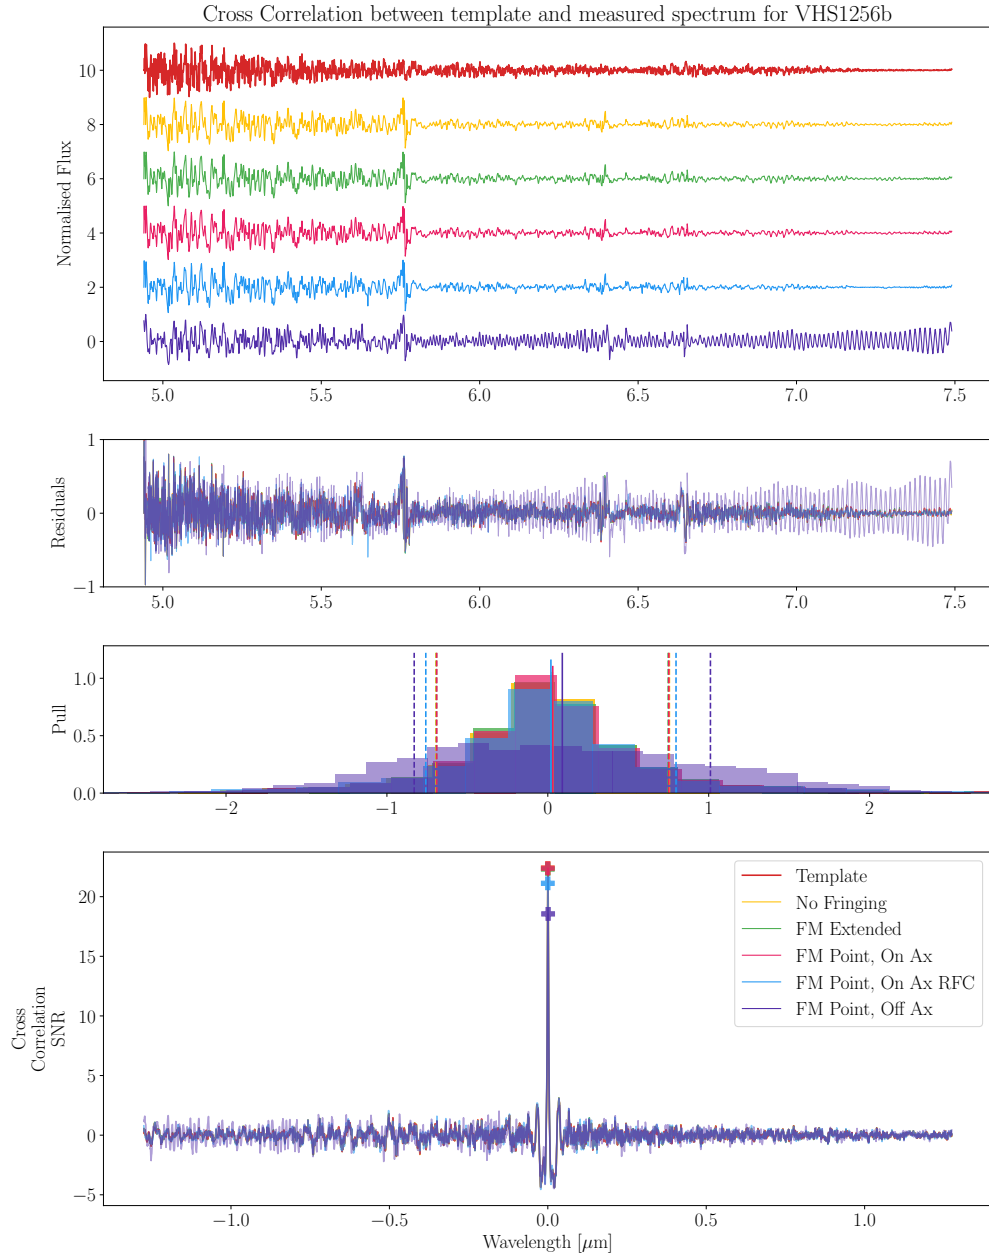 Cross Correlation between template and measured spectrum for VHS1256b
Normalised Flux
10
8
6
4
2
0
5.0 5.5 6.0 6.5 7.0 7.5
Residuals
1
0
−1
5.0 5.5 6.0 6.5 7.0 7.5
Pull
1.0
0.5
0.0
−2 −1 0 1 2
Cross
Correlation
SNR
20
15
10
5
0
−5
Template
No Fringing
FM Extended
FM Point, On Ax
FM Point, On Ax RFC
FM Point, Off Ax
−1.0 −0.5 0.0 0.5 1.0
Wavelength [μm]